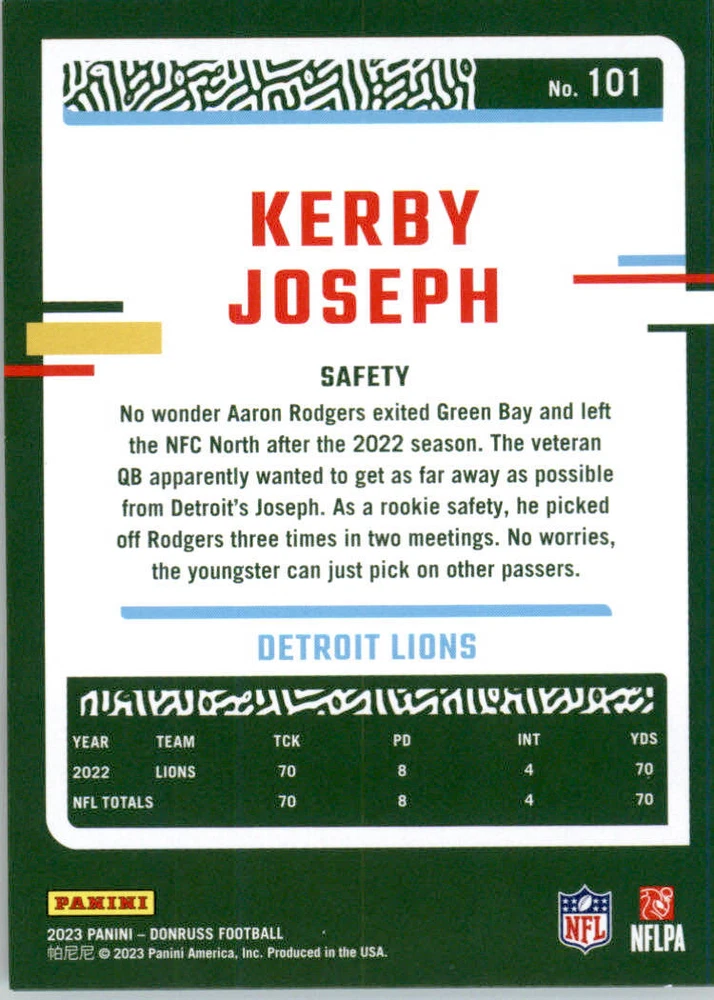 No. 101
KERBY
JOSEPH
SAFETY
No wonder Aaron Rodgers exited Green Bay and left
the NFC North after the 2022 season. The veteran
QB apparently wanted to get as far away as possible
from Detroit's Joseph. As a rookie safety, he picked
off Rodgers three times in two meetings. No worries,
the youngster can just pick on other passers.
DETROIT LIONS
YEAR TEAM TCK PD INT YDS
2022 LIONS 70 8 4 70
NFL TOTALS 70 8 4 70
PANINI
2023 PANINI – DONRUSS FOOTBALL
帕尼尼 © 2023 Panini America, Inc. Produced in the USA.
NFL
NFLPA